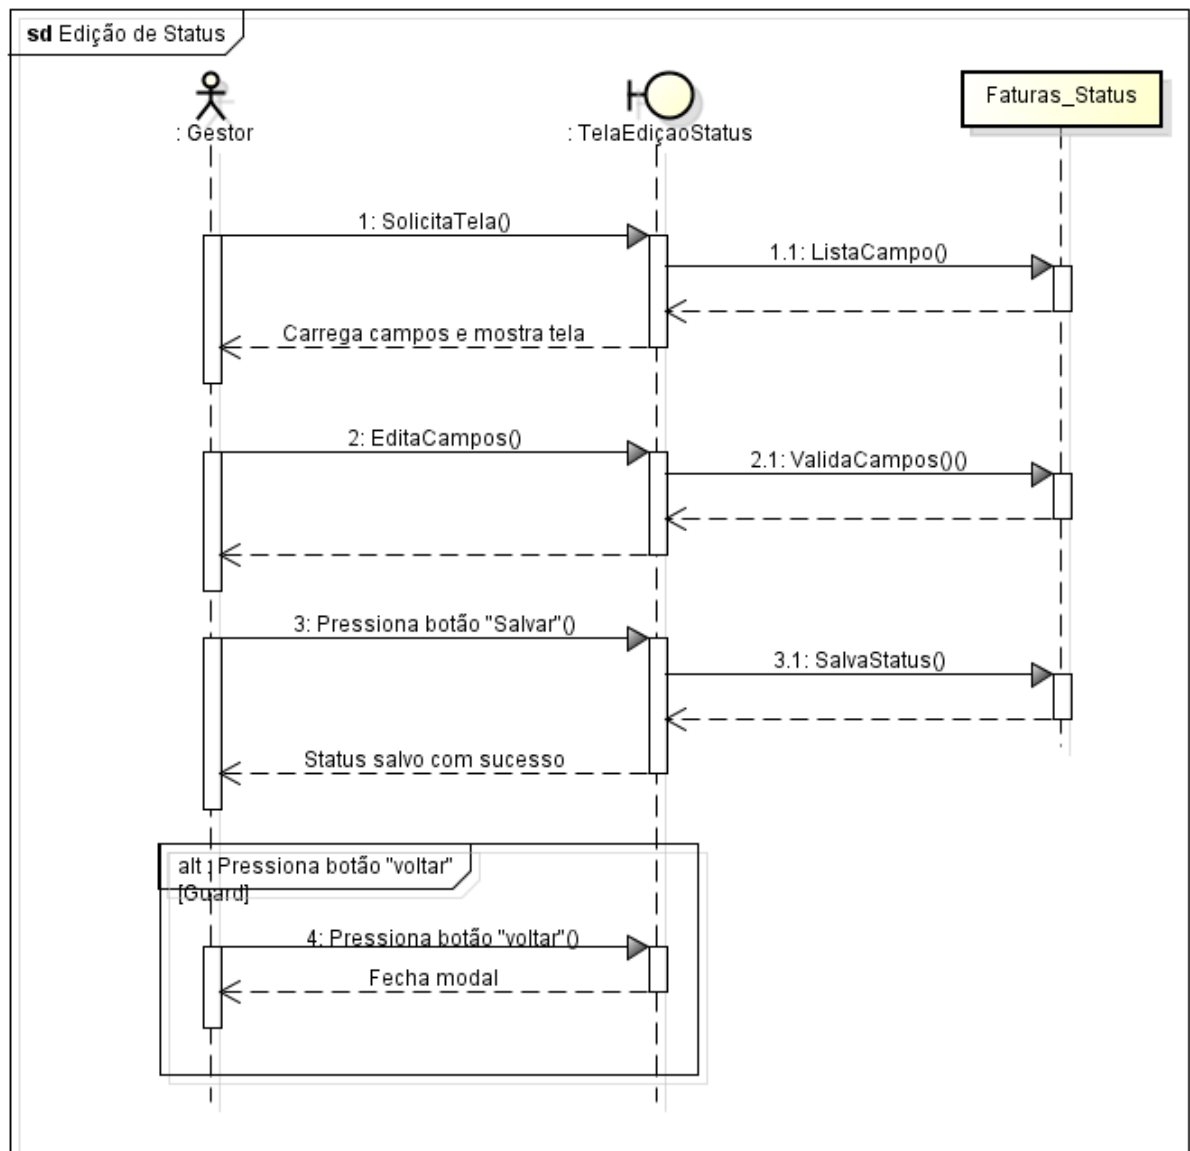 sd Edição de Status
: Gestor
: TelaEdiçaoStatus
Faturas_Status
1: SolicitaTela()
1.1: ListaCampo()
Carrega campos e mostra tela
2: EditaCampos()
2.1: ValidaCampos()()
3: Pressiona botão "Salvar"()
3.1: SalvaStatus()
Status salvo com sucesso
alt : Pressiona botão "voltar"
[Guard]
4: Pressiona botão "voltar"()
Fecha modal